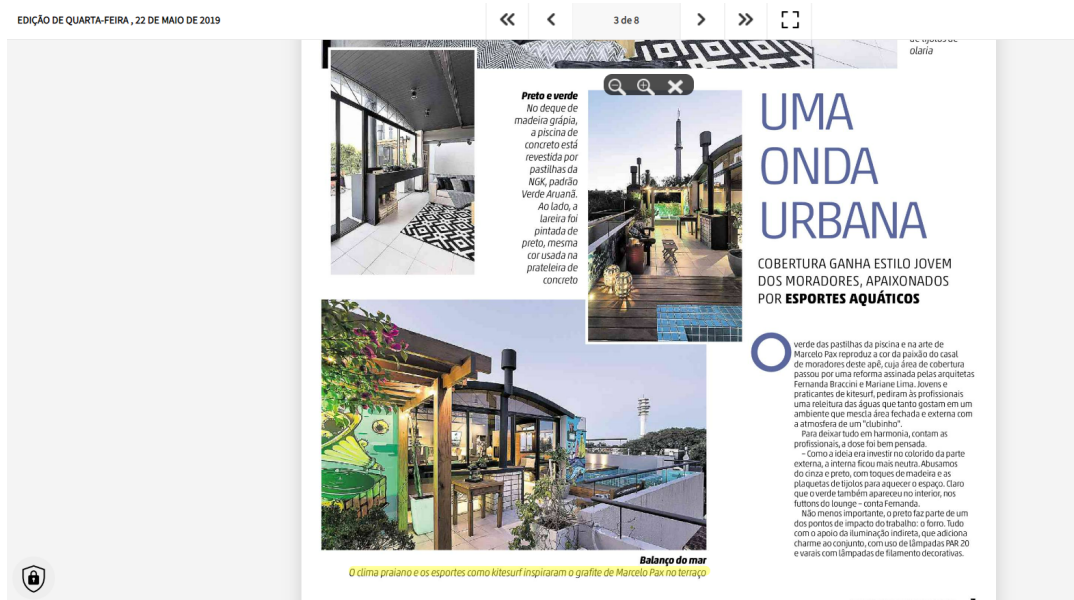 EDIÇÃO DE QUARTA-FEIRA , 22 DE MAIO DE 2019
3 de 8
de tijolos de
olaria
Preto e verde
No deque de
madeira grápia,
a piscina de
concreto está
revestida por
pastilhas da
NGK, padrão
Verde Aruanã.
Ao lado, a
lareira foi
pintada de
preto, mesma
cor usada na
prateleira de
concreto
UMA
ONDA
URBANA
COBERTURA GANHA ESTILO JOVEM
DOS MORADORES, APAIXONADOS
POR ESPORTES AQUÁTICOS
O verde das pastilhas da piscina e na arte de
Marcelo Pax reproduz a cor da paixão do casal
de moradores deste apê, cuja área de cobertura
passou por uma reforma assinada pelas arquitetas
Fernanda Braccini e Mariane Lima. Jovens e
praticantes de kitesurf, pediram às profissionais
uma releitura das águas que tanto gostam em um
ambiente que mescla área fechada e externa com
a atmosfera de um "clubinho".
Para deixar tudo em harmonia, contam as
profissionais, a dose foi bem pensada.
– Como a ideia era investir no colorido da parte
externa, a interna ficou mais neutra. Abusamos
do cinza e preto, com toques de madeira e as
plaquetas de tijolos para aquecer o espaço. Claro
que o verde também apareceu no interior, nos
futtons do lounge – conta Fernanda.
Não menos importante, o preto faz parte de um
dos pontos de impacto do trabalho: o forro. Tudo
com o apoio da iluminação indireta, que adiciona
charme ao conjunto, com uso de lâmpadas PAR 20
e varais com lâmpadas de filamento decorativas.
Balanço do mar
O clima praiano e os esportes como kitesurf inspiraram o grafite de Marcelo Pax no terraço